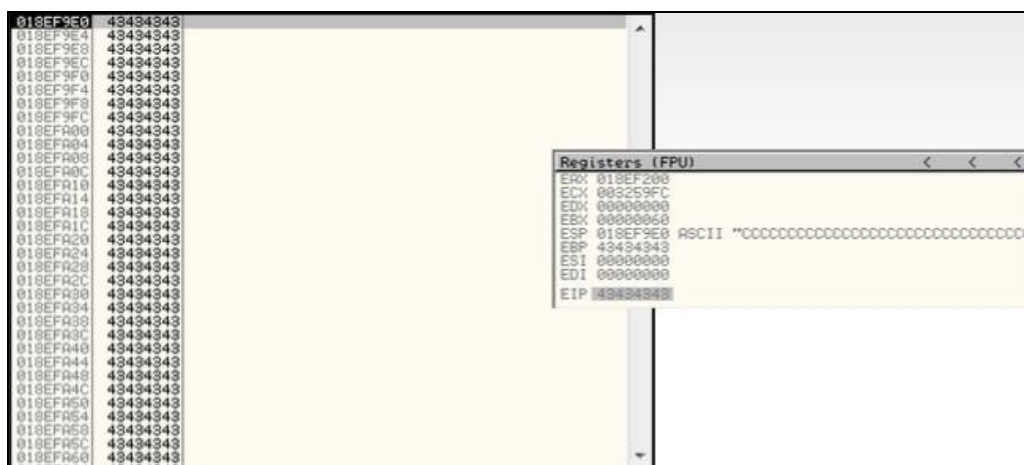 018EF9E0 43434343
018EF9E4 43434343
018EF9E8 43434343
018EF9EC 43434343
018EF9F0 43434343
018EF9F4 43434343
018EF9F8 43434343
018EF9FC 43434343
018EFA00 43434343
018EFA04 43434343
018EFA08 43434343
018EFA0C 43434343
018EFA10 43434343
018EFA14 43434343
018EFA18 43434343
018EFA1C 43434343
018EFA20 43434343
018EFA24 43434343
018EFA28 43434343
018EFA2C 43434343
018EFA30 43434343
018EFA34 43434343
018EFA38 43434343
018EFA3C 43434343
018EFA40 43434343
018EFA44 43434343
018EFA48 43434343
018EFA4C 43434343
018EFA50 43434343
018EFA54 43434343
018EFA58 43434343
018EFA5C 43434343
018EFA60 43434343
Registers (FPU) < < <
EAX 018EF200
ECX 003259FC
EDX 00000000
EBX 00000060
ESP 018EF9E0 ASCII "CCCCCCCCCCCCCCCCCCCCCCCCCCCCCCCCCC
EBP 43434343
ESI 00000000
EDI 00000000
EIP 43434343